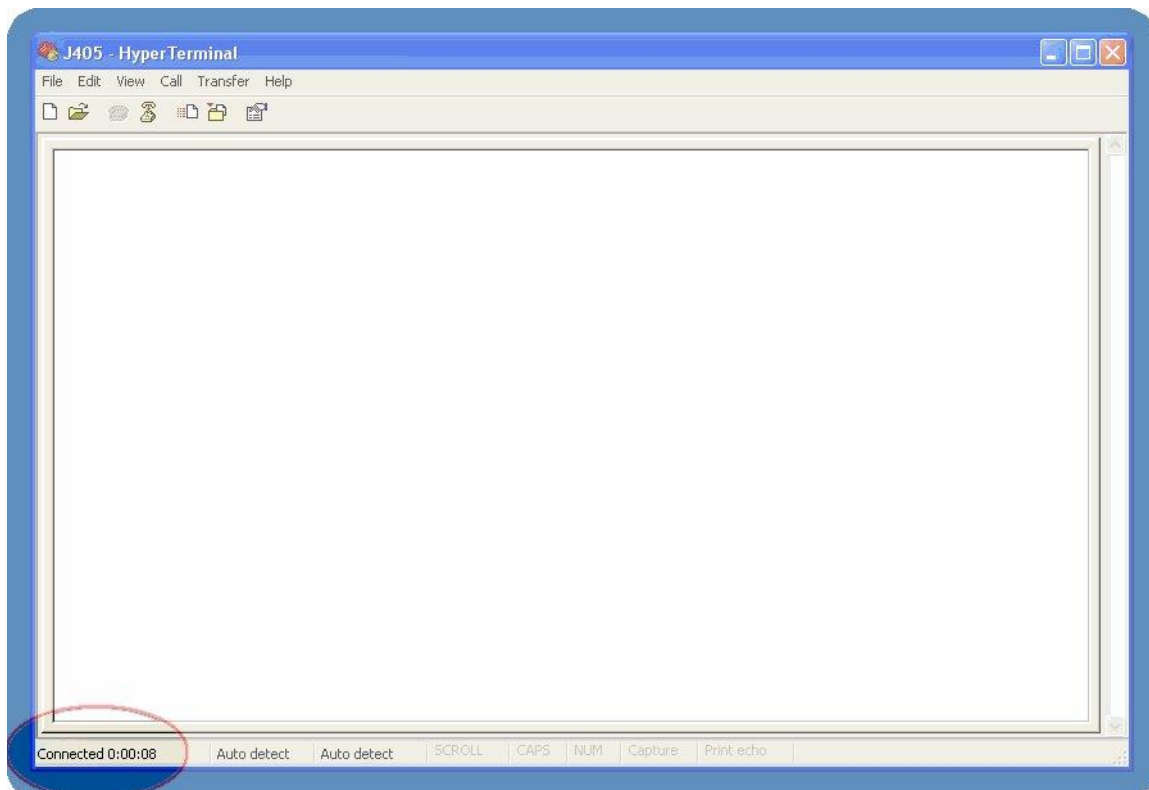 J405 - HyperTerminal
File Edit View Call Transfer Help
Connected 0:00:08 Auto detect Auto detect SCROLL CAPS NUM Capture Print echo